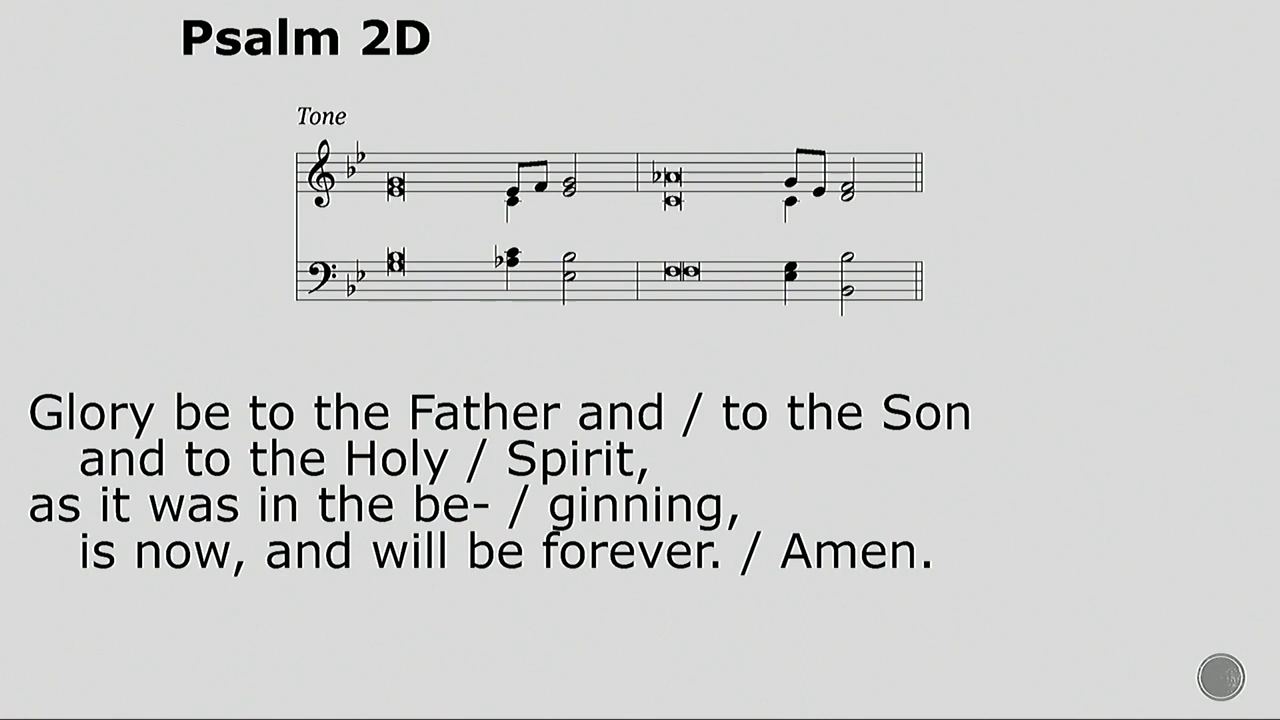 Psalm 2D
Tone
Glory be to the Father and / to the Son
and to the Holy / Spirit,
as it was in the be- / ginning,
is now, and will be forever. / Amen.